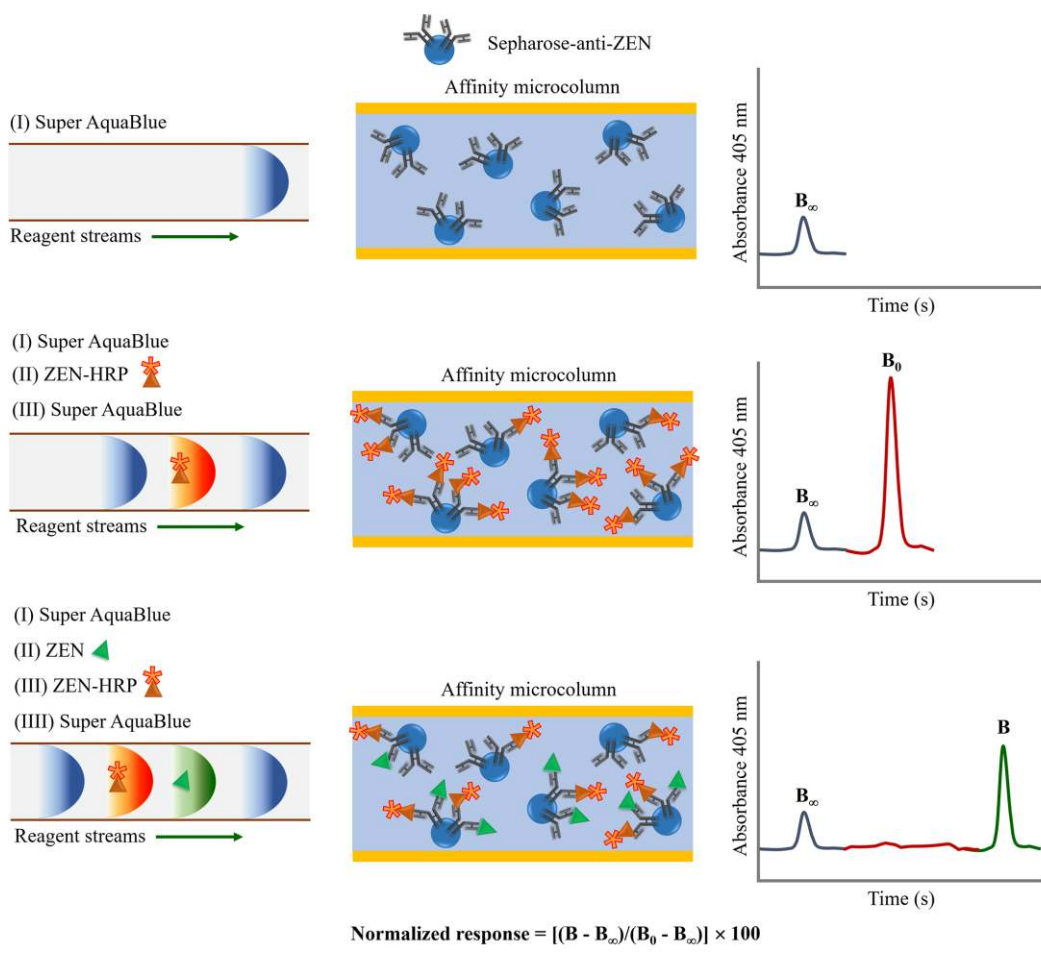 Sepharose-anti-ZEN
Affinity microcolumn
(I) Super AquaBlue
Reagent streams
Absorbance 405 nm
B∞
Time (s)
(I) Super AquaBlue
(II) ZEN-HRP
(III) Super AquaBlue
Reagent streams
Affinity microcolumn
Absorbance 405 nm
B∞
B0
Time (s)
(I) Super AquaBlue
(II) ZEN
(III) ZEN-HRP
(IIII) Super AquaBlue
Reagent streams
Affinity microcolumn
Absorbance 405 nm
B∞
B
Time (s)
Normalized response = [(B - B∞)/(B0 - B∞)] × 100